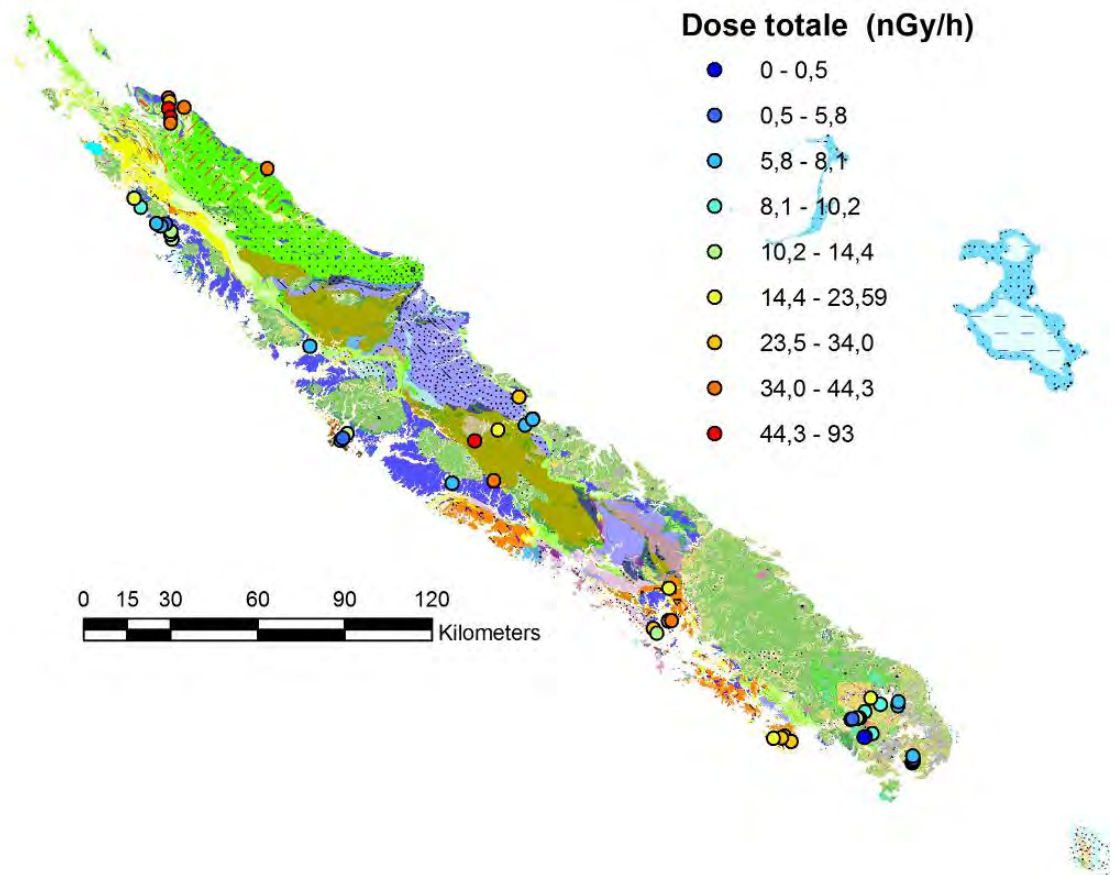 Dose totale (nGy/h)
0 - 0,5
0,5 - 5,8
5,8 - 8,1
8,1 - 10,2
10,2 - 14,4
14,4 - 23,59
23,5 - 34,0
34,0 - 44,3
44,3 - 93
0 15 30 60 90 120
Kilometers